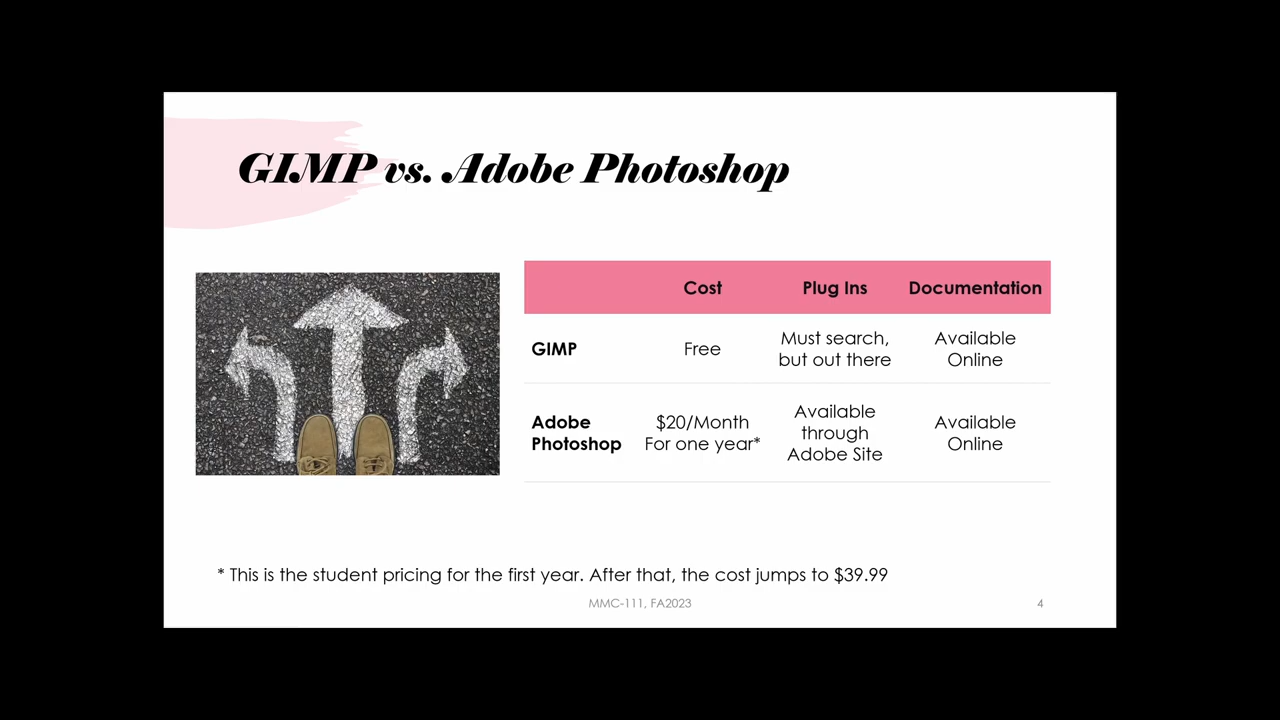 GIMP vs. Adobe Photoshop
Cost Plug Ins Documentation
GIMP Free Must search, but out there Available Online
Adobe Photoshop $20/Month For one year* Available through Adobe Site Available Online
* This is the student pricing for the first year. After that, the cost jumps to $39.99
MMC-111, FA2023 4